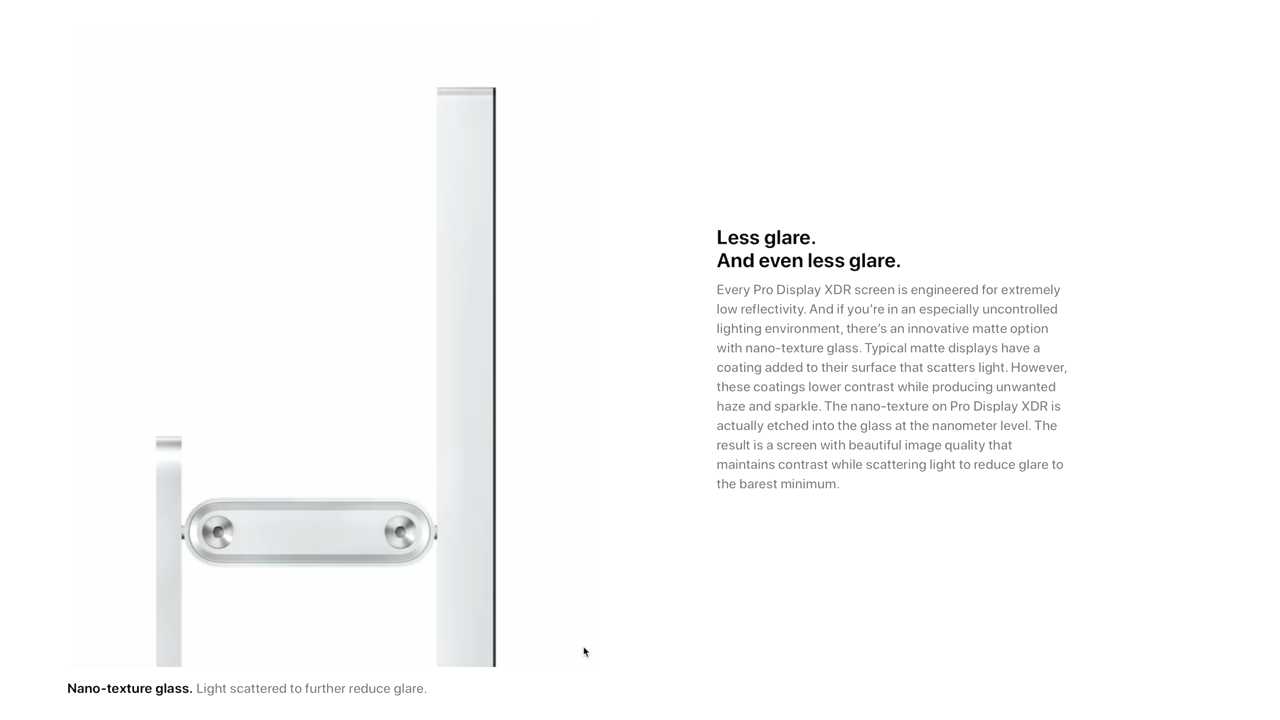 Less glare.
And even less glare.
Every Pro Display XDR screen is engineered for extremely
low reflectivity. And if you’re in an especially uncontrolled
lighting environment, there’s an innovative matte option
with nano-texture glass. Typical matte displays have a
coating added to their surface that scatters light. However,
these coatings lower contrast while producing unwanted
haze and sparkle. The nano-texture on Pro Display XDR is
actually etched into the glass at the nanometer level. The
result is a screen with beautiful image quality that
maintains contrast while scattering light to reduce glare to
the barest minimum.
Nano-texture glass. Light scattered to further reduce glare.